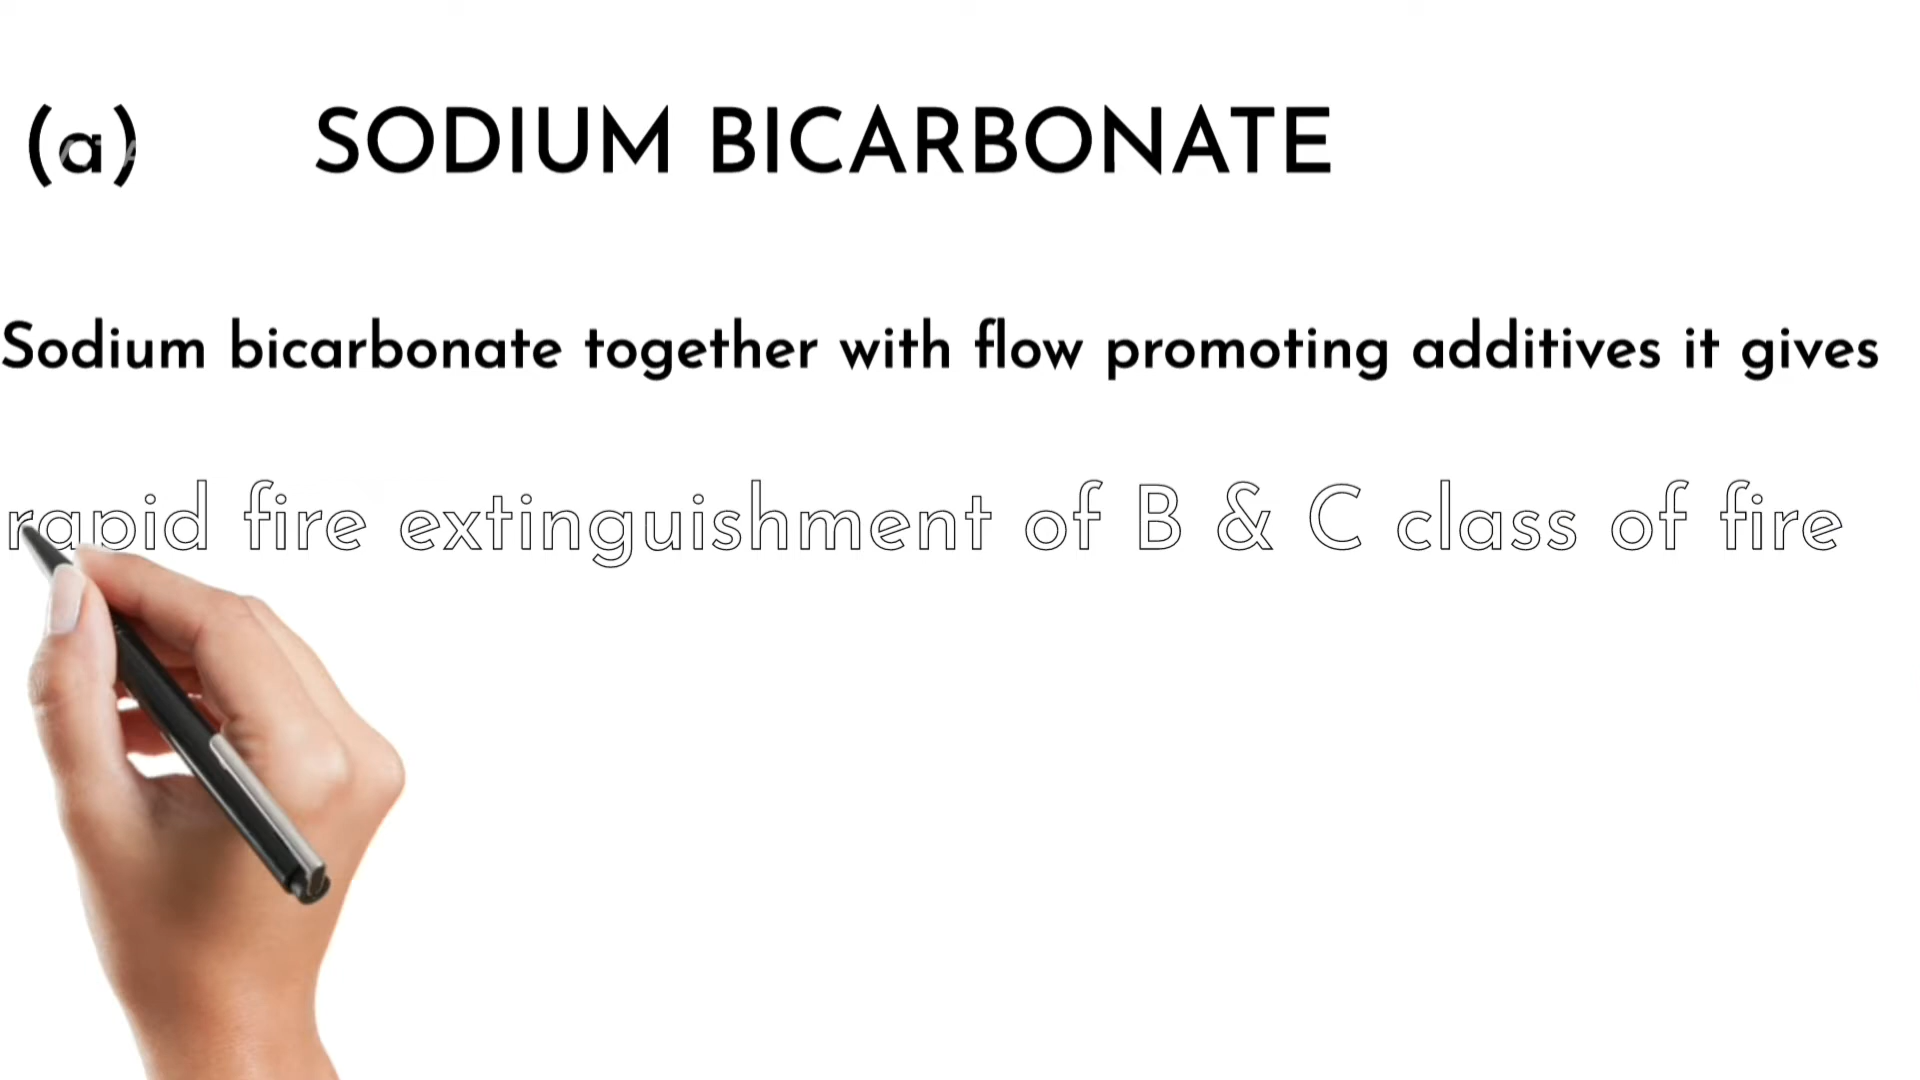 (a) SODIUM BICARBONATE
Sodium bicarbonate together with flow promoting additives it gives
rapid fire extinguishment of B & C class of fire